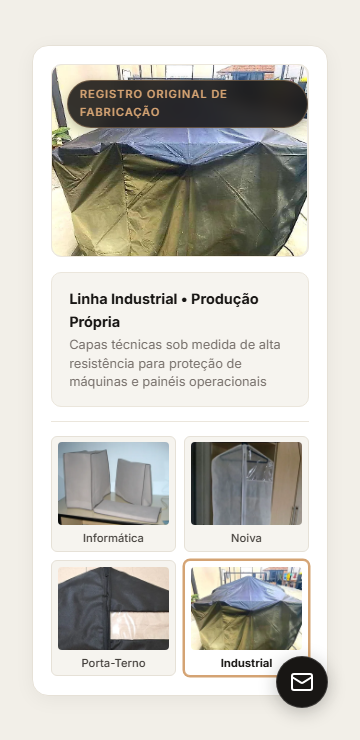 REGISTRO ORIGINAL DE
FABRICAÇÃO
Linha Industrial • Produção
Própria
Capas técnicas sob medida de alta
resistência para proteção de
máquinas e painéis operacionais
Informática
Noiva
Porta-Terno
Industrial